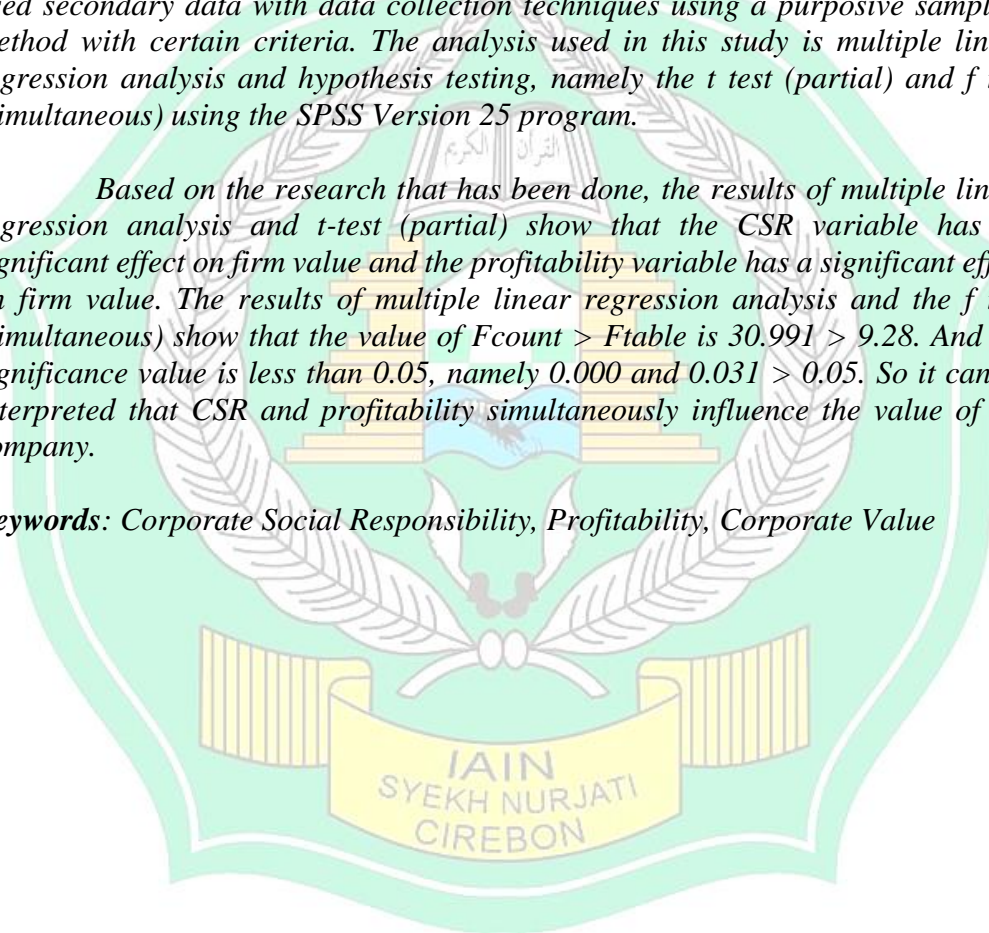 ed secondary data with data collection techniques using a purposive sampl
ethod with certain criteria. The analysis used in this study is multiple lin
gression analysis and hypothesis testing, namely the t test (partial) and f
imultaneous) using the SPSS Version 25 program.
القرآن الكريم
Based on the research that has been done, the results of multiple lin
gression analysis and t-test (partial) show that the CSR variable has
gnificant effect on firm value and the profitability variable has a significant eff
n firm value. The results of multiple linear regression analysis and the f
imultaneous) show that the value of Fcount > Ftable is 30.991 > 9.28. And
gnificance value is less than 0.05, namely 0.000 and 0.031 > 0.05. So it can
terpreted that CSR and profitability simultaneously influence the value of
ompany.
eywords: Corporate Social Responsibility, Profitability, Corporate Value
IAIN
SYEKH NURJATI
CIREBON